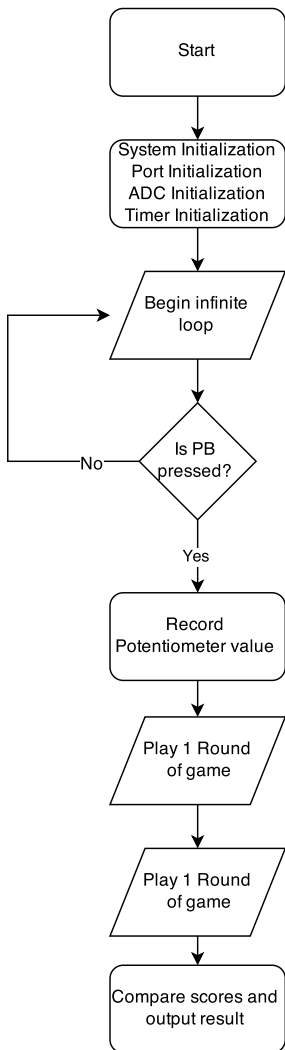 Start
System Initialization
Port Initialization
ADC Initialization
Timer Initialization
Begin infinite
loop
Is PB
pressed?
No
Yes
Record
Potentiometer value
Play 1 Round
of game
Play 1 Round
of game
Compare scores and
output result